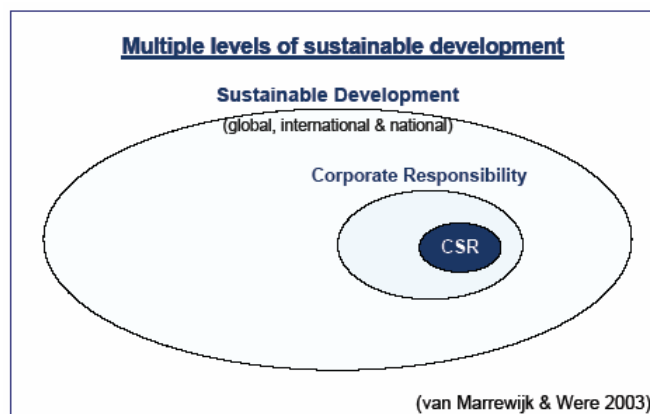 Multiple levels of sustainable development
Sustainable Development
(global, international & national)
Corporate Responsibility
CSR
(van Marrewijk & Were 2003)